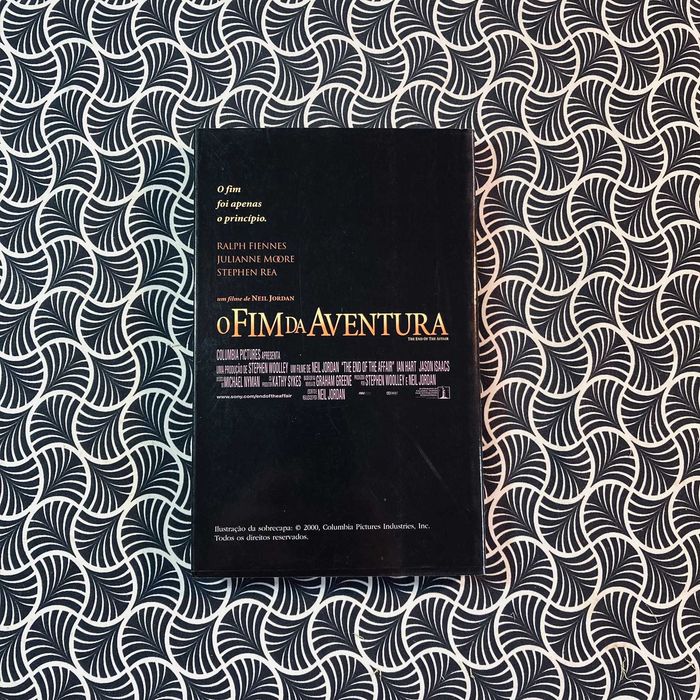 O fim
foi apenas
o princípio.
RALPH FIENNES
JULIANNE MOORE
STEPHEN REA
um filme de NEIL JORDAN
O FIM DA AVENTURA
THE END OF THE AFFAIR
COLUMBIA PICTURES APRESENTA
UMA PRODUÇÃO DE STEPHEN WOOLLEY UM FILME DE NEIL JORDAN "THE END OF THE AFFAIR" IAN HART JASON ISAACS
MICHAEL NYMAN KATHY SYKES GRAHAM GREENE STEPHEN WOOLLEY E NEIL JORDAN
www.sony.com/endoftheaffair NEIL JORDAN
Ilustração da sobrecapa: © 2000, Columbia Pictures Industries, Inc.
Todos os direitos reservados.